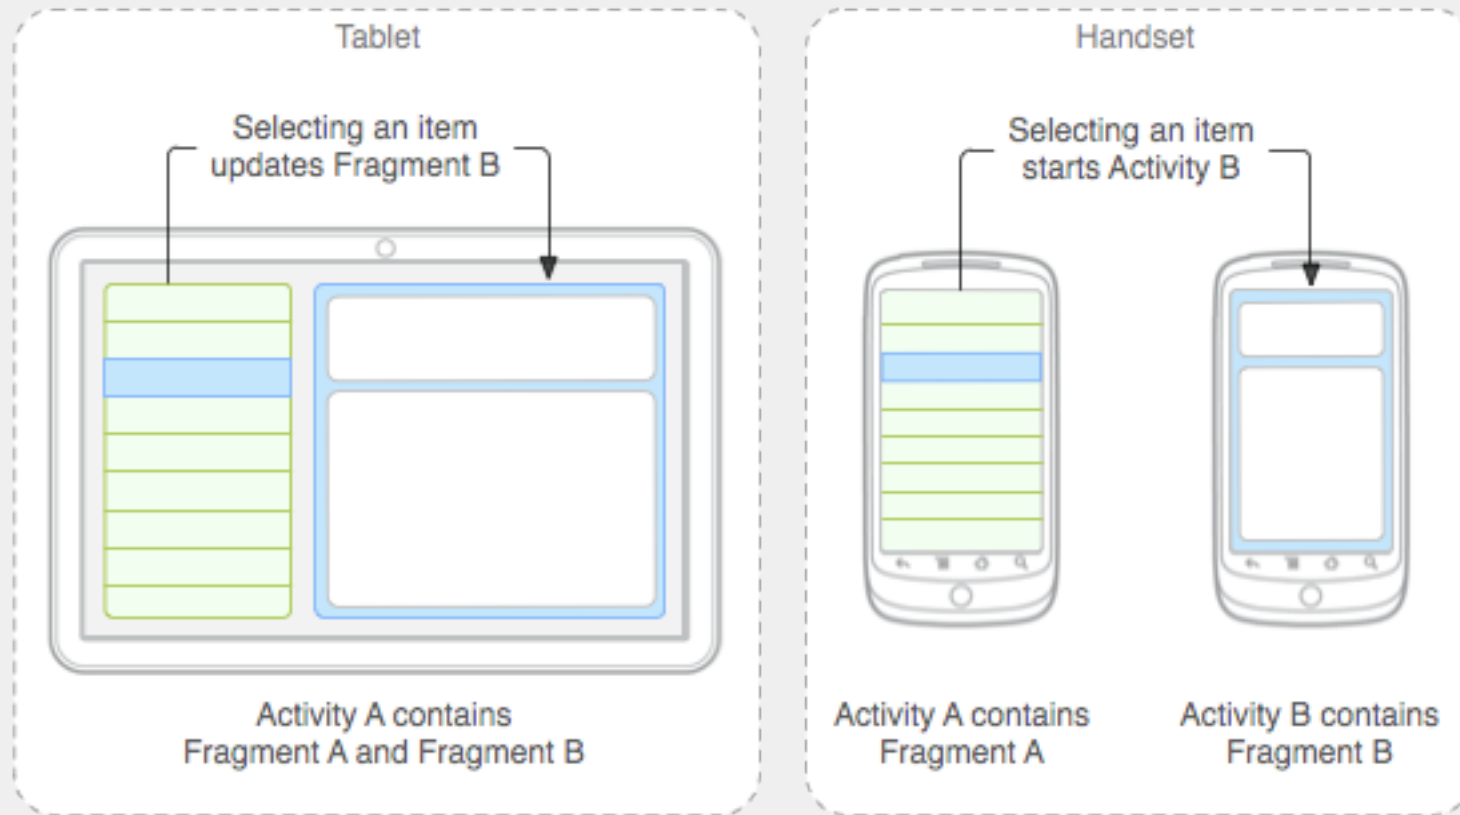 Tablet
Selecting an item
updates Fragment B
Activity A contains
Fragment A and Fragment B
Handset
Selecting an item
starts Activity B
Activity A contains
Fragment A
Activity B contains
Fragment B